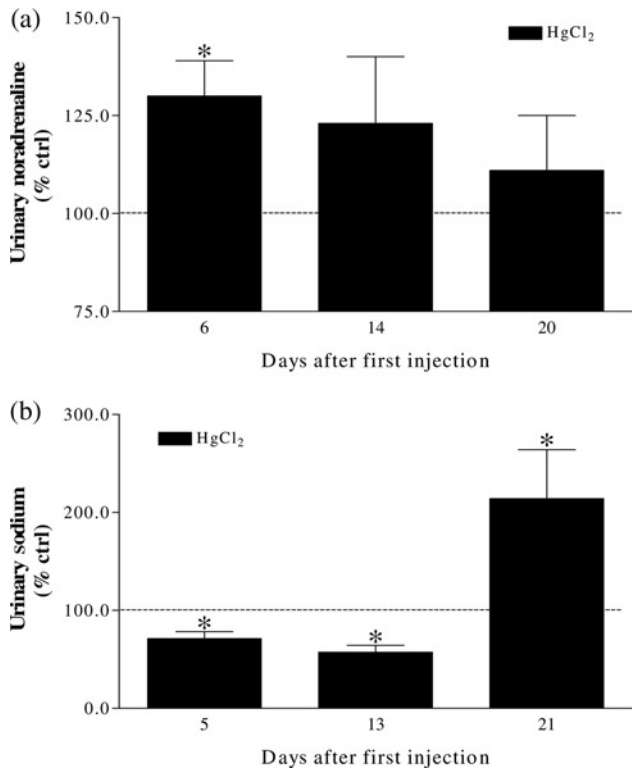 (a)
150.0
125.0
100.0
75.0
Urinary noradrenaline
(% ctrl)
*
HgCl₂
6 14 20
Days after first injection
(b)
300.0
200.0
100.0
0.0
Urinary sodium
(% ctrl)
HgCl₂
* * *
5 13 21
Days after first injection